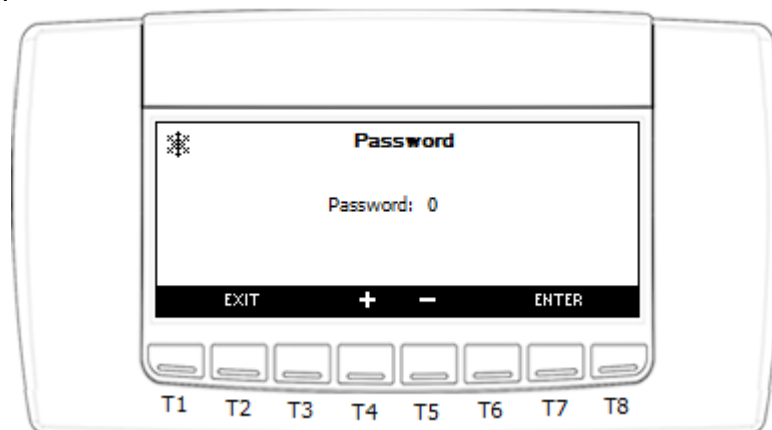 Password
Password: 0
EXIT + − ENTER
T1 T2 T3 T4 T5 T6 T7 T8